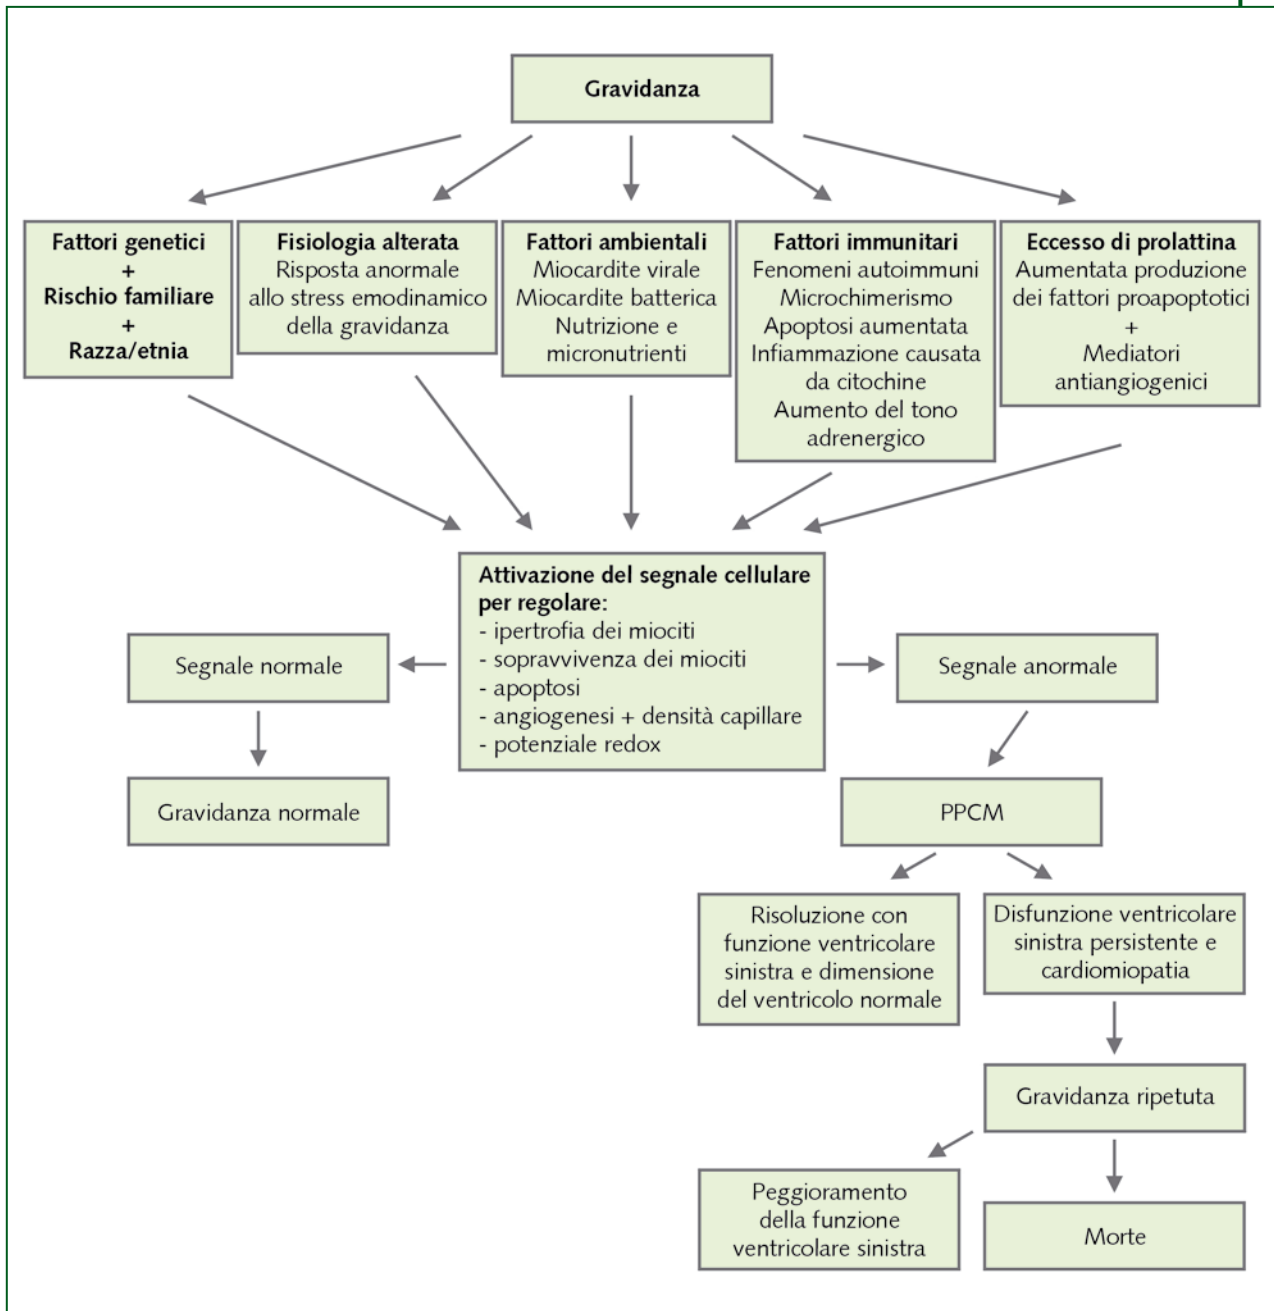 Gravidanza
Fattori genetici
+
Rischio familiare
+
Razza/etnia
Fisiologia alterata
Risposta anormale
allo stress emodinamico
della gravidanza
Fattori ambientali
Miocardite virale
Miocardite batterica
Nutrizione e
micronutrienti
Fattori immunitari
Fenomeni autoimmuni
Microchimerismo
Apoptosi aumentata
Infiammazione causata
da citochine
Aumento del tono
adrenergico
Eccesso di prolattina
Aumentata produzione
dei fattori proapoptotici
+
Mediatori
antiangiogenici
Attivazione del segnale cellulare
per regolare:
- ipertrofia dei miociti
- sopravvivenza dei miociti
- apoptosi
- angiogenesi + densità capillare
- potenziale redox
Segnale normale
Gravidanza normale
Segnale anormale
PPCM
Risoluzione con
funzione ventricolare
sinistra e dimensione
del ventricolo normale
Disfunzione ventricolare
sinistra persistente e
cardiomiopatia
Gravidanza ripetuta
Peggioramento
della funzione
ventricolare sinistra
Morte